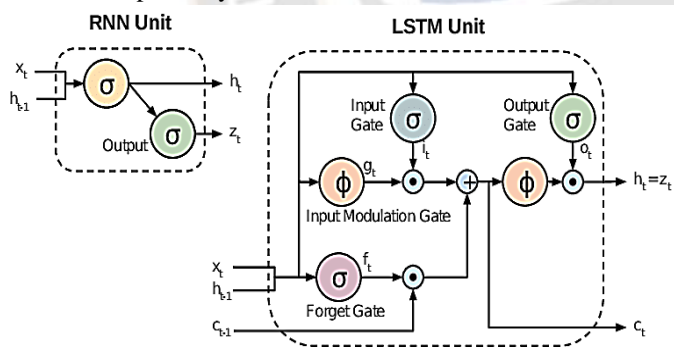 RNN Unit
x_t
h_t-1
σ
h_t
Output
σ
z_t
LSTM Unit
Input
Gate
σ
i_t
Output
Gate
σ
o_t
ϕ
g_t
Input Modulation Gate
+
ϕ
h_t=z_t
x_t
h_t-1
σ
f_t
Forget Gate
c_t-1
c_t